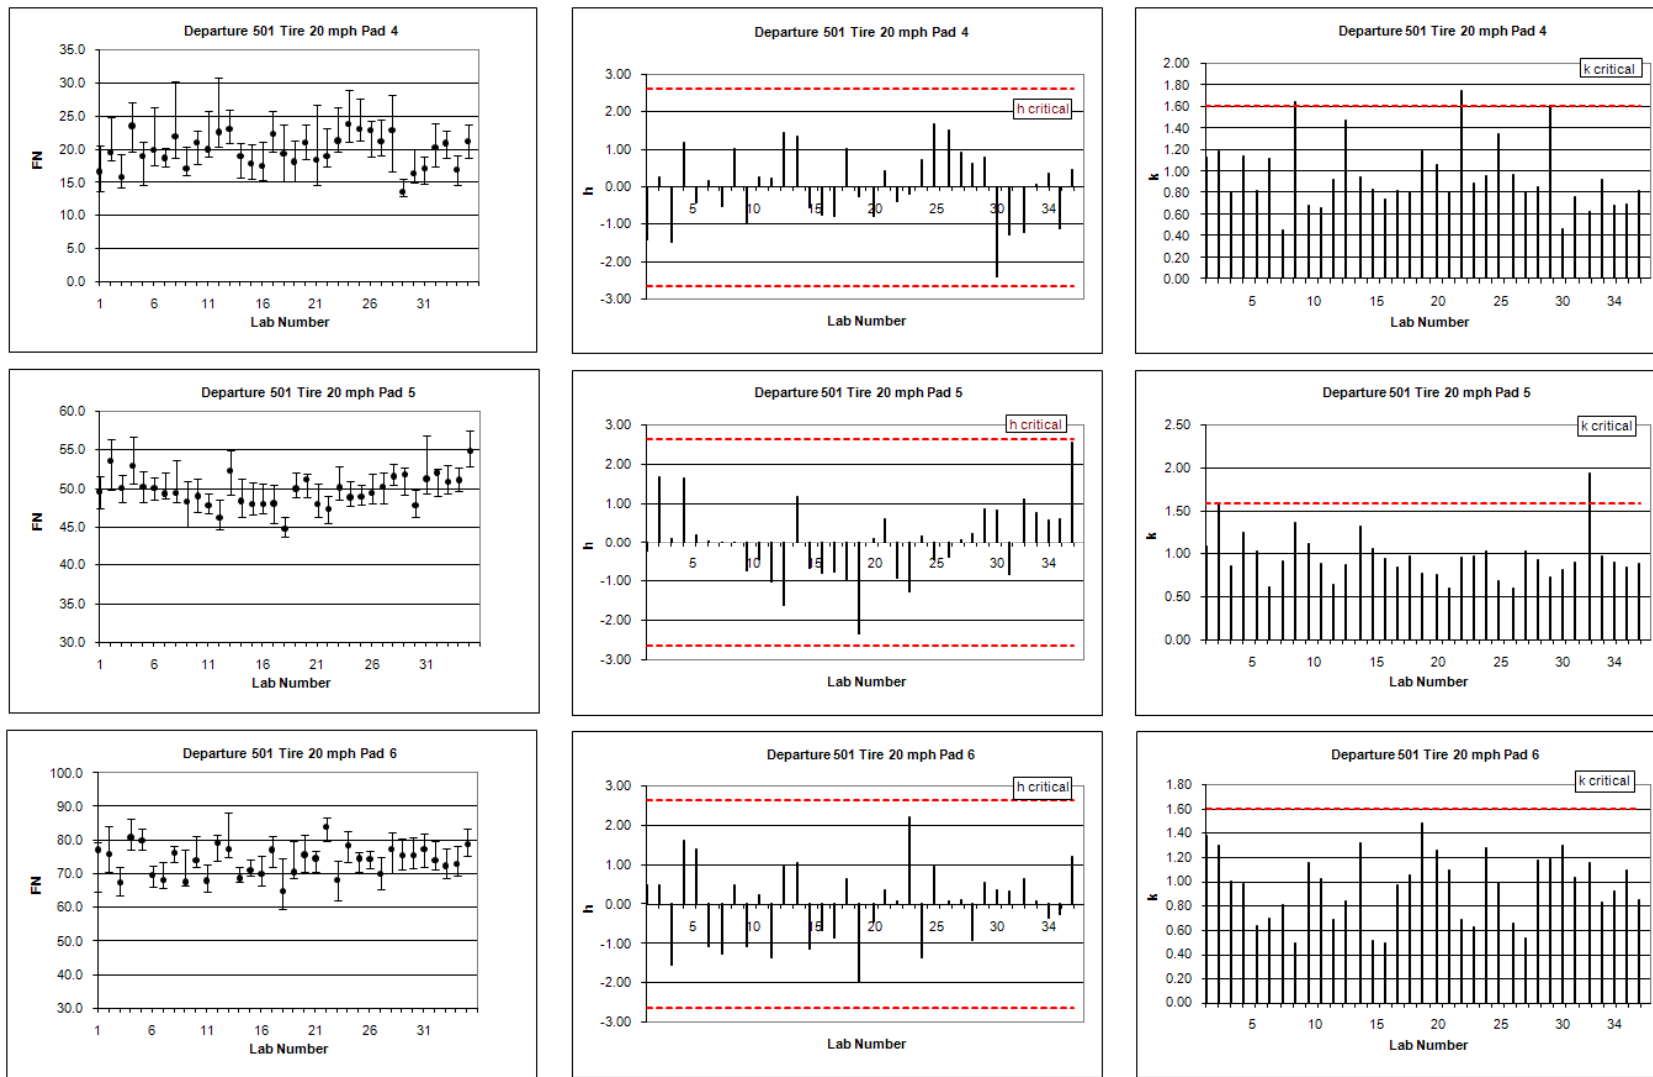 Departure 501 Tire 20 mph Pad 4
35.0
30.0
25.0
20.0
15.0
10.0
5.0
0.0
FN
1 6 11 16 21 26 31
Lab Number
Departure 501 Tire 20 mph Pad 4
3.00
2.00
1.00
0.00
-1.00
-2.00
-3.00
h
h critical
5 10 15 20 25 30 34
Lab Number
Departure 501 Tire 20 mph Pad 4
2.00
1.80
1.60
1.40
1.20
1.00
0.80
0.60
0.40
0.20
0.00
k
k critical
5 10 15 20 25 30 34
Lab Number
Departure 501 Tire 20 mph Pad 5
60.0
55.0
50.0
45.0
40.0
35.0
30.0
FN
1 6 11 16 21 26 31
Lab Number
Departure 501 Tire 20 mph Pad 5
h critical
3.00
2.00
1.00
0.00
-1.00
-2.00
-3.00
h
5 10 15 20 25 30 34
Lab Number
Departure 501 Tire 20 mph Pad 5
k critical
2.50
2.00
1.50
1.00
0.50
0.00
k
5 10 15 20 25 30 34
Lab Number
Departure 501 Tire 20 mph Pad 6
100.0
90.0
80.0
70.0
60.0
50.0
40.0
30.0
FN
1 6 11 16 21 26 31
Lab Number
Departure 501 Tire 20 mph Pad 6
h critical
3.00
2.00
1.00
0.00
-1.00
-2.00
-3.00
h
5 10 15 20 25 30 34
Lab Number
Departure 501 Tire 20 mph Pad 6
k critical
1.80
1.60
1.40
1.20
1.00
0.80
0.60
0.40
0.20
0.00
k
5 10 15 20 25 30 34
Lab Number